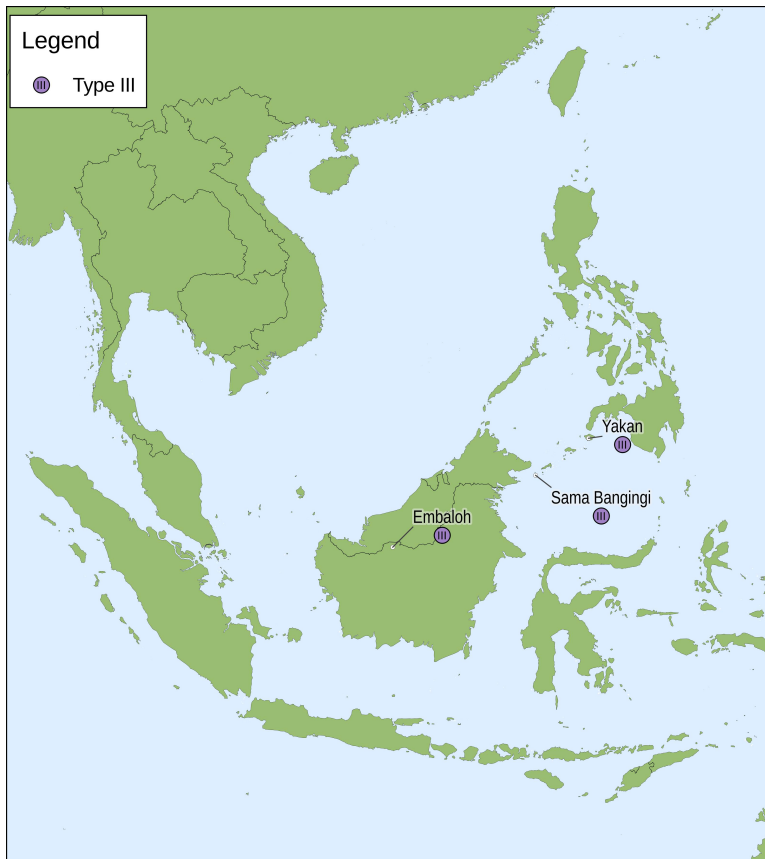 Legend
III Type III
Yakan
III
Sama Bangingi
III
Embaloh
III